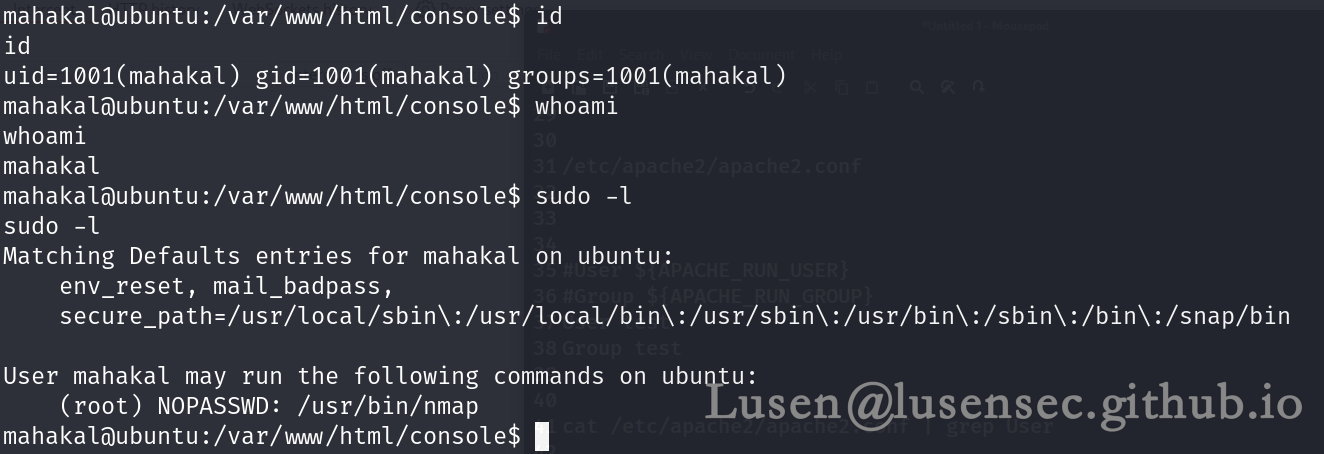 mahakal@ubuntu:/var/www/html/console$ id
id
uid=1001(mahakal) gid=1001(mahakal) groups=1001(mahakal)
mahakal@ubuntu:/var/www/html/console$ whoami
whoami
mahakal
mahakal@ubuntu:/var/www/html/console$ sudo -l
sudo -l
Matching Defaults entries for mahakal on ubuntu:
    env_reset, mail_badpass,
    secure_path=/usr/local/sbin\:/usr/local/bin\:/usr/sbin\:/usr/bin\:/sbin\:/bin\:/snap/bin
User mahakal may run the following commands on ubuntu:
    (root) NOPASSWD: /usr/bin/nmap
mahakal@ubuntu:/var/www/html/console$
File Edit Search View Document Help
30
31 /etc/apache2/apache2.conf
33
34
35 #User ${APACHE_RUN_USER}
36 #Group ${APACHE_RUN_GROUP}
38 Group test
40
cat /etc/apache2/apache2.conf | grep User
Lusen@lusensec.github.io